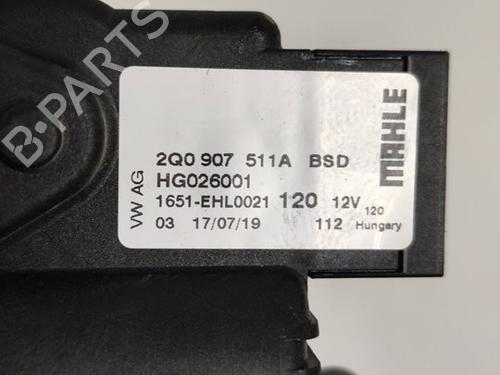 2Q0 907 511A BSD
HG026001
1651-EHL0021 120 12V 120
03 17/07/19 112 Hungary
VW AG
MAHLE
B-PARTS